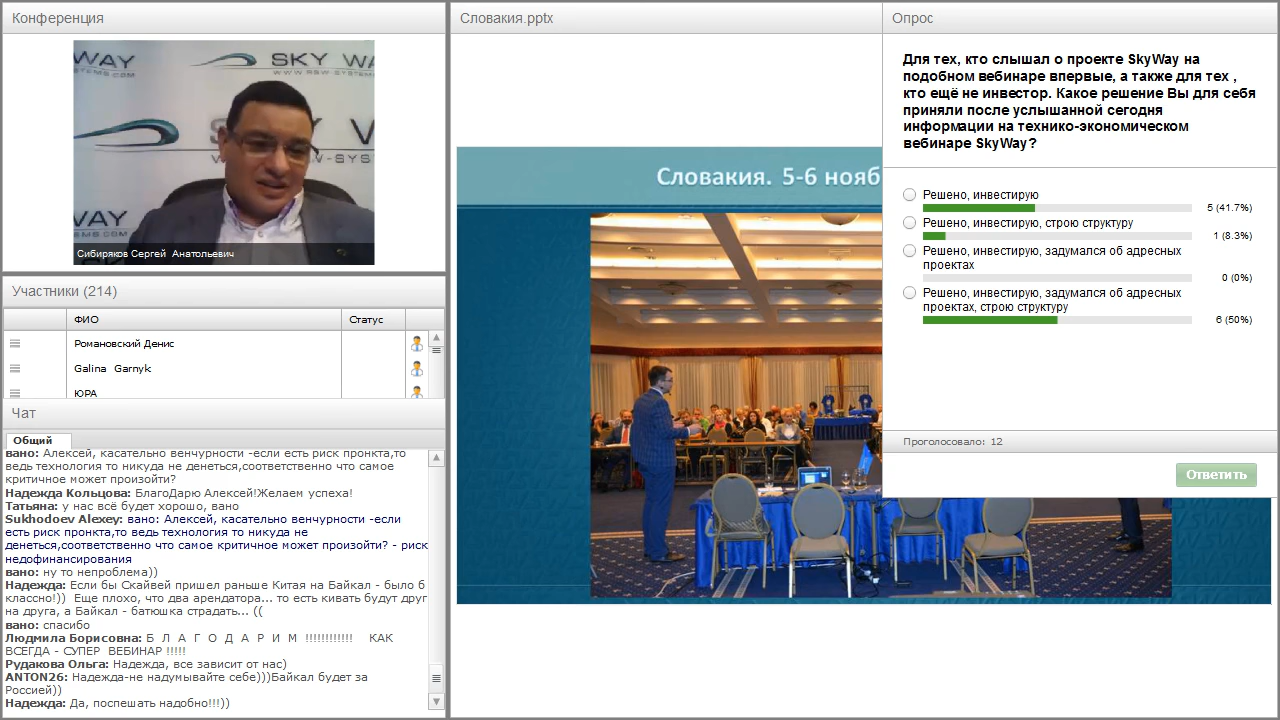 Конференция
WAY
SKY WAY
SYSTEMS.COM
WWW.RSW-SYSTEMS.COM
SKY W
WAY
Сибиряков Сергей Анатольевич
Участники (214)
ФИО
Статус
Романовский Денис
Galina Garnyk
ЮРА
Чат
Общий
вано: Алексей, касательно венчурности -если есть риск пронкта,то
ведь технология то никуда не денеться,соответственно что самое
критичное может произойти?
Надежда Кольцова: БлагоДарю Алексей!Желаем успеха!
Татьяна: у нас всё будет хорошо, вано
Sukhodoev Alexey: вано: Алексей, касательно венчурности -если
есть риск пронкта,то ведь технология то никуда не
денеться,соответственно что самое критичное может произойти? - риск
недофинансирования
вано: ну то непроблема))
Надежда: Если бы Скайвей пришел раньше Китая на Байкал - было б
классно!)) Еще плохо, что два арендатора... то есть кивать будут друг
на друга, а Байкал - батюшка страдать... ((
вано: спасибо
Людмила Борисовна: Б Л А Г О Д А Р И М !!!!!!!!!!!! КАК
ВСЕГДА - СУПЕР ВЕБИНАР !!!!!
Рудакова Ольга: Надежда, все зависит от нас)
ANTON26: Надежда-не надумывайте себе)))Байкал будет за
Россией))
Надежда: Да, поспешать надобно!!!))
Словакия.pptx
Словакия. 5-6 нояб
Опрос
Для тех, кто слышал о проекте SkyWay на
подобном вебинаре впервые, а также для тех ,
кто ещё не инвестор. Какое решение Вы для себя
приняли после услышанной сегодня
информации на технико-экономическом
вебинаре SkyWay?
Решено, инвестирую
5 (41.7%)
Решено, инвестирую, строю структуру
1 (8.3%)
Решено, инвестирую, задумался об адресных
проектах
0 (0%)
Решено, инвестирую, задумался об адресных
проектах, строю структуру
6 (50%)
Проголосовало: 12
Ответить